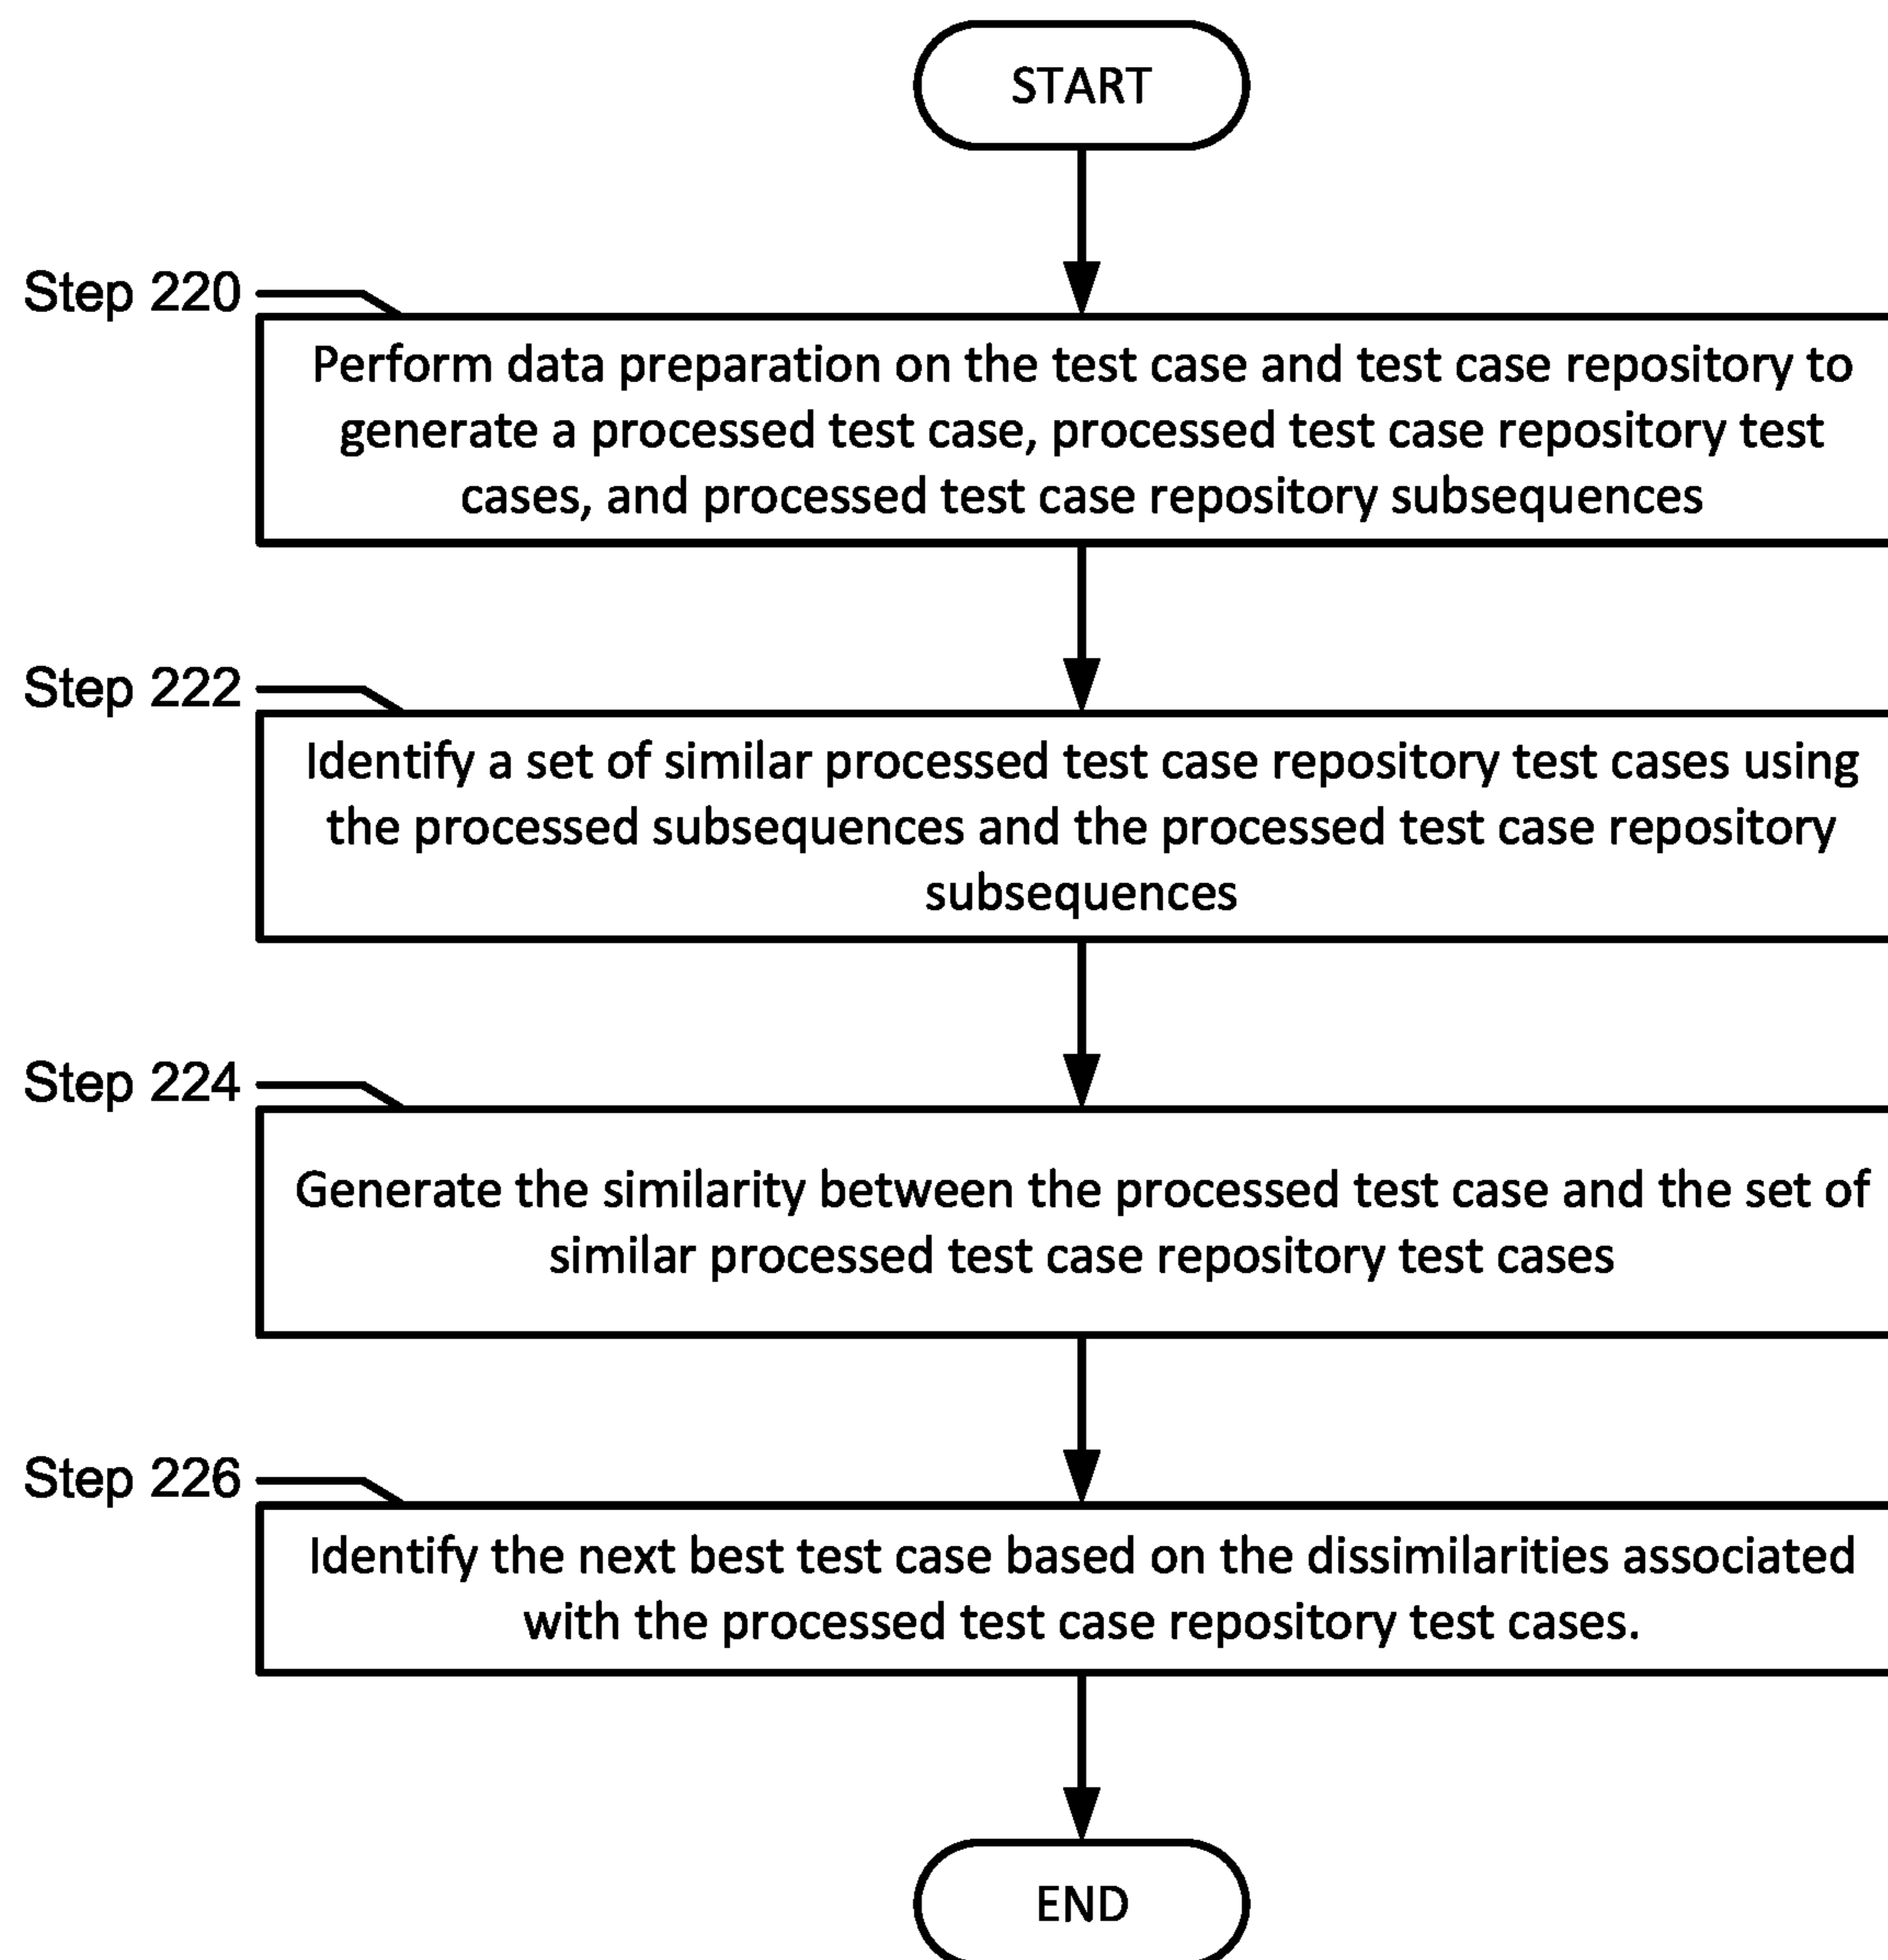 START
Step 220
Perform data preparation on the test case and test case repository to
generate a processed test case, processed test case repository test
cases, and processed test case repository subsequences
Step 222
Identify a set of similar processed test case repository test cases using
the processed subsequences and the processed test case repository
subsequences
Step 224
Generate the similarity between the processed test case and the set of
similar processed test case repository test cases
Step 226
Identify the next best test case based on the dissimilarities associated
with the processed test case repository test cases.
END